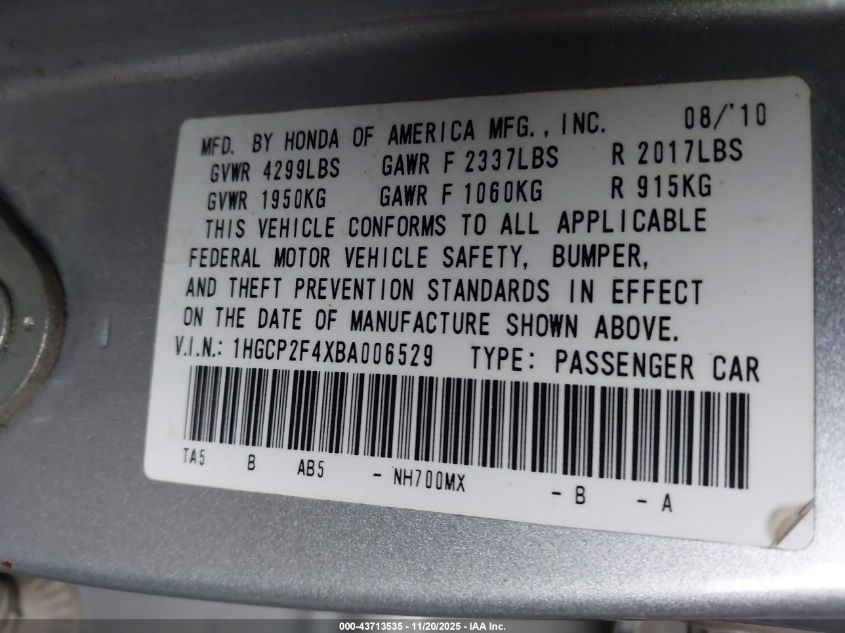 MFD. BY HONDA OF AMERICA MFG., INC. 08/'10
GVWR 4299LBS GAWR F 2337LBS R 2017LBS
GVWR 1950KG GAWR F 1060KG R 915KG
THIS VEHICLE CONFORMS TO ALL APPLICABLE
FEDERAL MOTOR VEHICLE SAFETY, BUMPER,
AND THEFT PREVENTION STANDARDS IN EFFECT
ON THE DATE OF MANUFACTURE SHOWN ABOVE.
V.I.N.: 1HGCP2F4XBA006529 TYPE: PASSENGER CAR
TA5 B AB5 - NH700MX - B - A
000-43713535 - 11/20/2025 - IAA Inc.